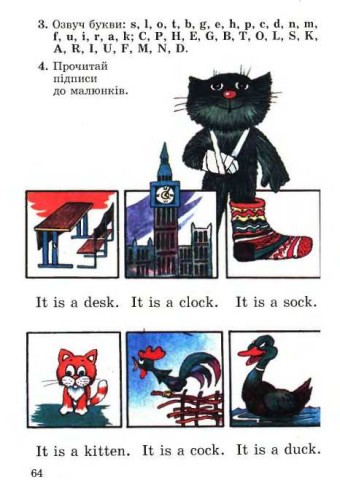 3. Озвуч букви: s, l, o, t, b, g, e, h, p, c, d, n, m,
f, u, i, r, a, k; C, P, H, E, G, B, T, O, L, S, K,
A, R, I, U, F, M, N, D.
4. Прочитай
підписи
до малюнків.
It is a desk. It is a clock. It is a sock.
It is a kitten. It is a cock. It is a duck.
64